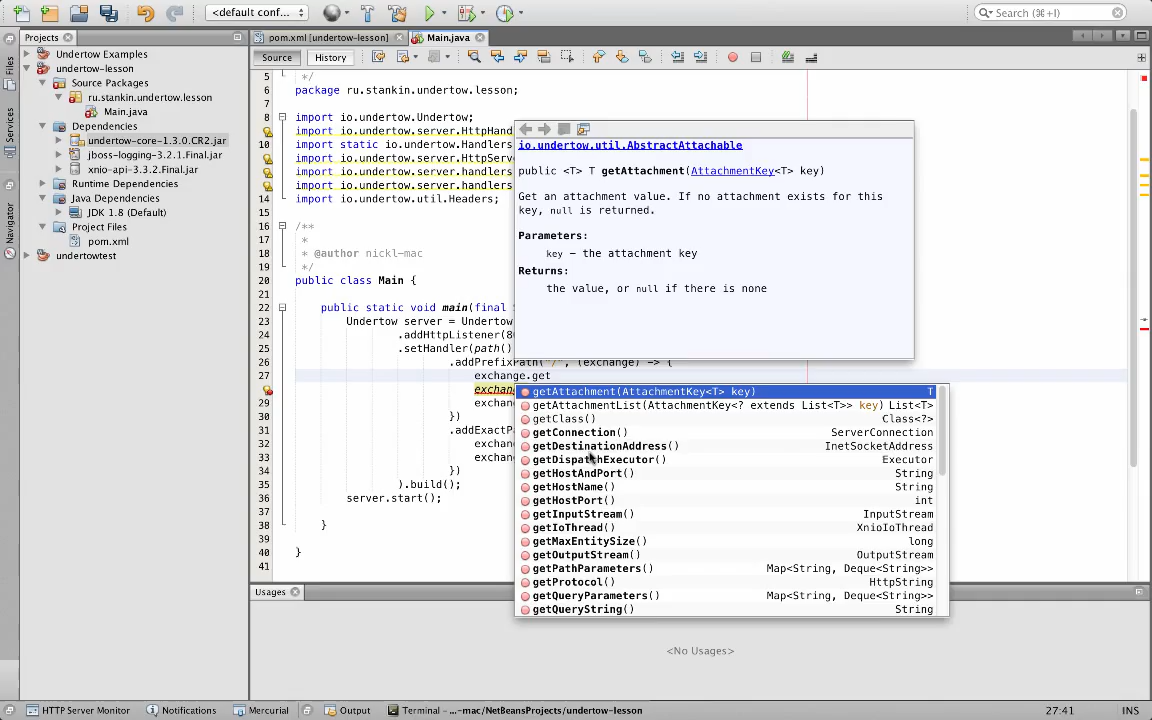 <default conf...
Search (⌘+I)
Projects
pom.xml [undertow-lesson]
Main.java
Source
History
Files
Services
Navigator
Undertow Examples
undertow-lesson
Source Packages
ru.stankin.undertow.lesson
Main.java
Dependencies
undertow-core-1.3.0.CR2.jar
jboss-logging-3.2.1.Final.jar
xnio-api-3.3.2.Final.jar
Runtime Dependencies
Java Dependencies
JDK 1.8 (Default)
Project Files
pom.xml
undertowtest
5 */
6 package ru.stankin.undertow.lesson;
8 import io.undertow.Undertow;
import io.undertow.server.HttpHand
10 import static io.undertow.Handlers
import io.undertow.server.HttpServe
import io.undertow.server.handlers
import io.undertow.server.handlers
14 import io.undertow.util.Headers;
15
16 /**
17 *
18 * @author nickl-mac
19 */
20 public class Main {
21
22 public static void main(final S
23 Undertow server = Undertow
24 .addHttpListener(80
25 .setHandler(path()
26 .addPrefixPath("/", (exchange) -> {
27 exchange.get
exchang
29 exchan
30 })
31 .addExactPa
32 exchan
33 exchan
34 })
35 ).build();
36 server.start();
37
38 }
39
40 }
41
io.undertow.util.AbstractAttachable
public <T> T getAttachment(AttachmentKey<T> key)
Get an attachment value. If no attachment exists for this
key, null is returned.
Parameters:
key – the attachment key
Returns:
the value, or null if there is none
getAttachment(AttachmentKey<T> key) T
getAttachmentList(AttachmentKey<? extends List<T>> key) List<T>
getClass() Class<?>
getConnection() ServerConnection
getDestinationAddress() InetSocketAddress
getDispatchExecutor() Executor
getHostAndPort() String
getHostName() String
getHostPort() int
getInputStream() InputStream
getIoThread() XnioIoThread
getMaxEntitySize() long
getOutputStream() OutputStream
getPathParameters() Map<String, Deque<String>>
getProtocol() HttpString
getQueryParameters() Map<String, Deque<String>>
getQueryString() String
Usages
<No Usages>
HTTP Server Monitor
Notifications
Mercurial
Output
Terminal – ...-mac/NetBeansProjects/undertow-lesson
27:41
INS